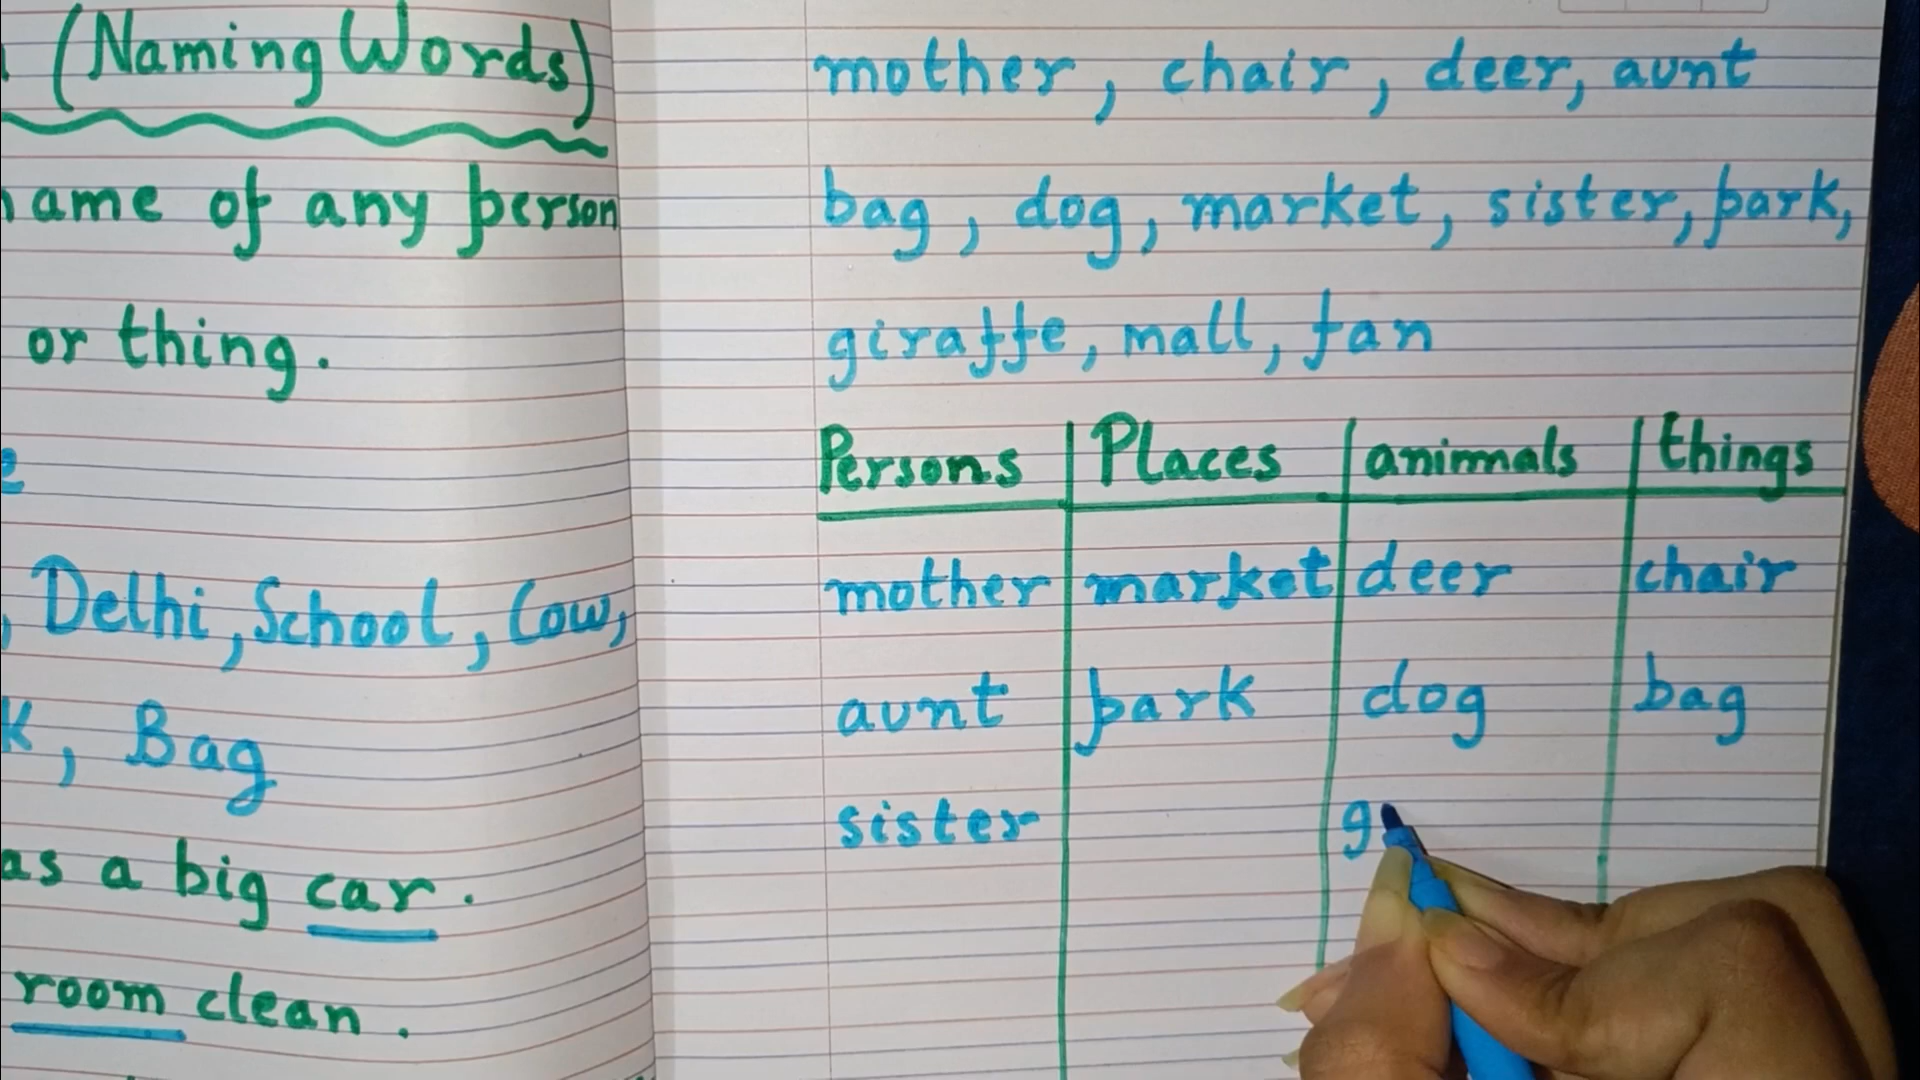 (Naming Words)
name of any person
or thing.
Delhi, School, Cow,
, Bag
as a big car.
room clean.
mother, chair, deer, aunt
bag, dog, market, sister, park,
giraffe, mall, fan
Persons Places animals things
mother market deer chair
aunt park dog bag
sister g